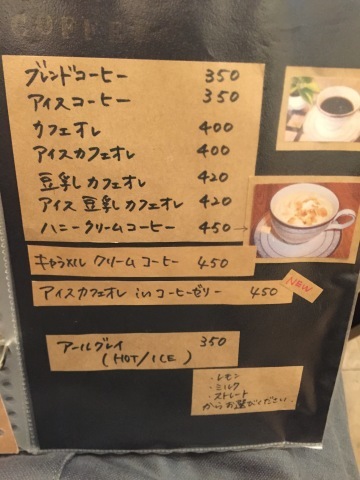 COFFEE
ブレンドコーヒー 350
アイスコーヒー 350
カフェオレ 400
アイスカフェオレ 400
豆乳カフェオレ 420
アイス豆乳カフェオレ 420
ハニークリームコーヒー 450→
キャラメルクリームコーヒー 450
アイスカフェオレ inコーヒーゼリー 450
NEW
アールグレイ 350
(HOT/ICE)
・レモン
・ミルク
・ストレート
からお選びください。